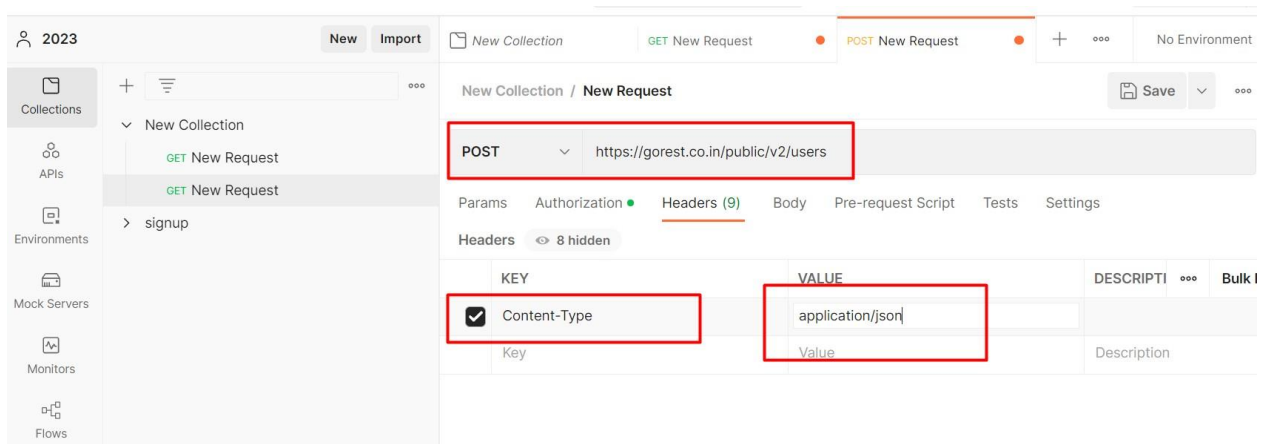 2023 New Import
New Collection GET New Request POST New Request No Environment
Collections
APIs
Environments
Mock Servers
Monitors
Flows
New Collection
GET New Request
GET New Request
signup
New Collection / New Request Save
POST https://gorest.co.in/public/v2/users
Params Authorization Headers (9) Body Pre-request Script Tests Settings
Headers 8 hidden
KEY VALUE DESCRIPTI Bulk
Content-Type application/json
Key Value Description